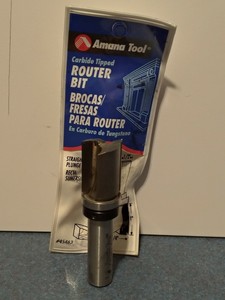 Amana Tool
Carbide Tipped
ROUTER
BIT
BROCAS/
FRESAS
PARA ROUTER
En Carburo de Tungsteno